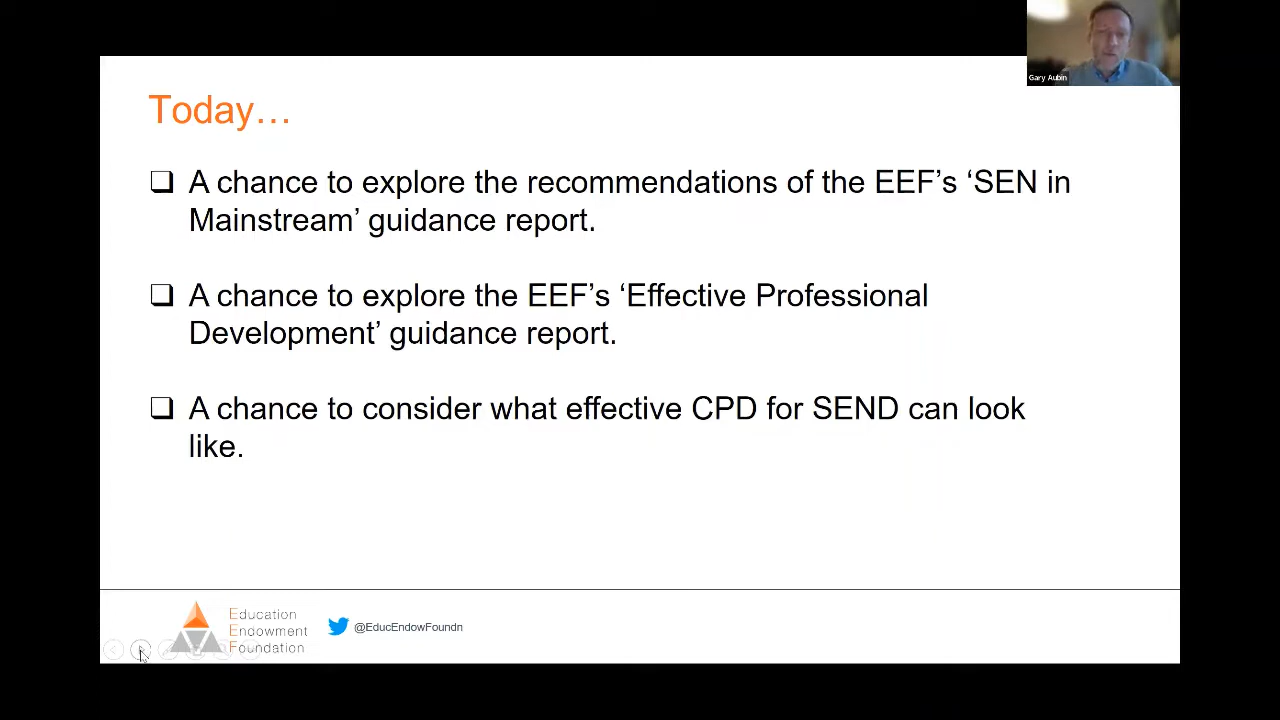 Gary Aubin
Today…
❑ A chance to explore the recommendations of the EEF’s ‘SEN in
Mainstream’ guidance report.
❑ A chance to explore the EEF’s ‘Effective Professional
Development’ guidance report.
❑ A chance to consider what effective CPD for SEND can look
like.
Education
Endowment
Foundation
@EducEndowFoundn